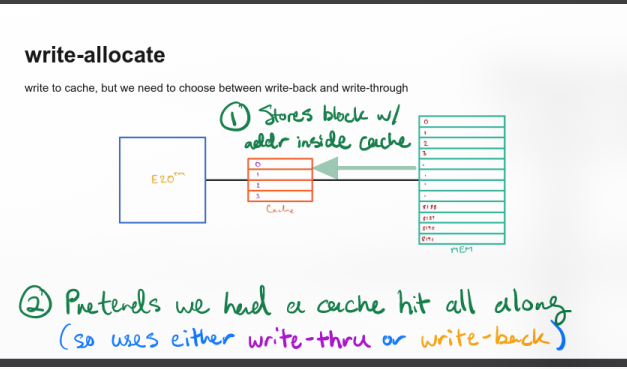 write-allocate
write to cache, but we need to choose between write-back and write-through
① Stores block w/
addr inside cache
E20™
0
1
2
3
Cache
0
1
2
3
.
.
.
.
8188
8189
8190
8191
MEM
② Pretends we had a cache hit all along
(so uses either write-thru or write-back)